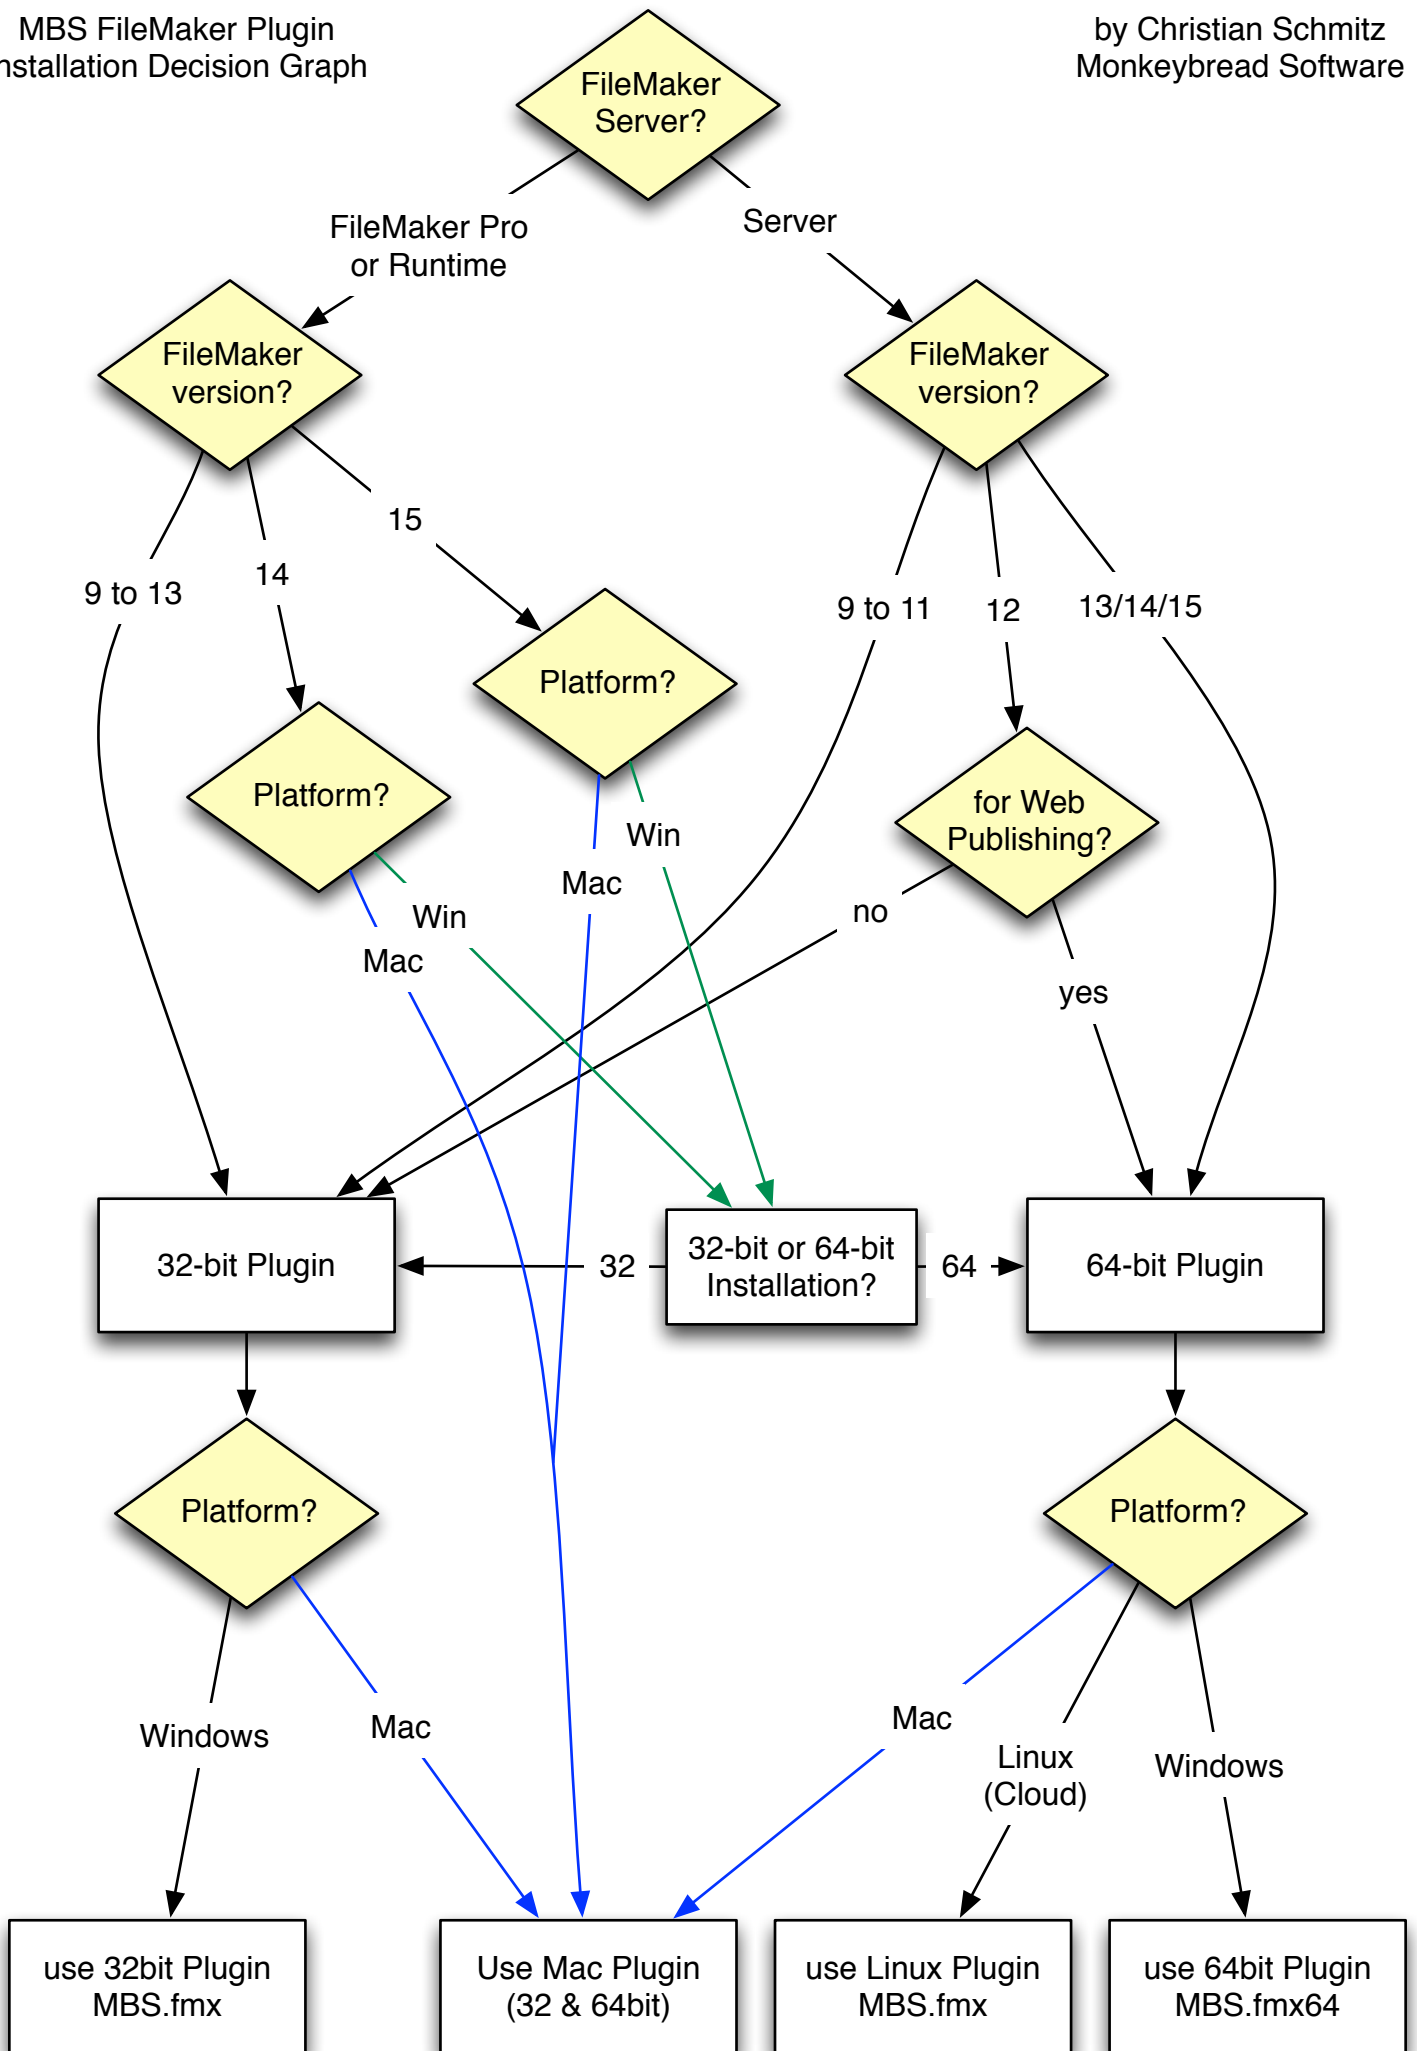 MBS FileMaker Plugin
nstallation Decision Graph
by Christian Schmitz
Monkeybread Software
FileMaker
Server?
FileMaker Pro
or Runtime
Server
FileMaker
version?
FileMaker
version?
15
14
9 to 13
9 to 11
12
13/14/15
Platform?
Platform?
for Web
Publishing?
Win
Mac
Win
Mac
no
yes
32-bit Plugin
32
32-bit or 64-bit
Installation?
64
64-bit Plugin
Platform?
Platform?
Windows
Mac
Mac
Linux
(Cloud)
Windows
use 32bit Plugin
MBS.fmx
Use Mac Plugin
(32 & 64bit)
use Linux Plugin
MBS.fmx
use 64bit Plugin
MBS.fmx64